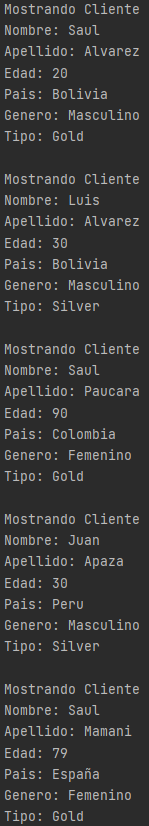 Mostrando Cliente
Nombre: Saul
Apellido: Alvarez
Edad: 20
Pais: Bolivia
Genero: Masculino
Tipo: Gold

Mostrando Cliente
Nombre: Luis
Apellido: Alvarez
Edad: 30
Pais: Bolivia
Genero: Masculino
Tipo: Silver

Mostrando Cliente
Nombre: Saul
Apellido: Paucara
Edad: 90
Pais: Colombia
Genero: Femenino
Tipo: Gold

Mostrando Cliente
Nombre: Juan
Apellido: Apaza
Edad: 30
Pais: Peru
Genero: Masculino
Tipo: Silver

Mostrando Cliente
Nombre: Saul
Apellido: Mamani
Edad: 79
Pais: España
Genero: Femenino
Tipo: Gold